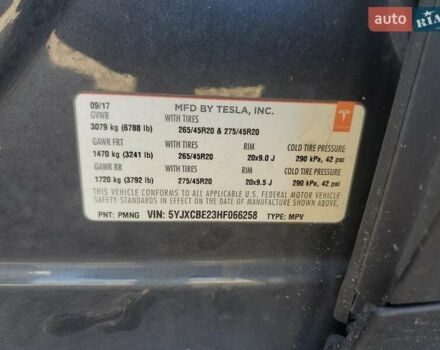 auto RIA
09/17 MFD BY TESLA, INC.
GVWR WITH TIRES
3079 kg (6788 lb) 265/45R20 & 275/45R20
GAWR FRT WITH TIRES RIM COLD TIRE PRESSURE
1470 kg (3241 lb) 265/45R20 20x9.0 J 290 kPa, 42 psi
GAWR RR WITH TIRES RIM COLD TIRE PRESSURE
1720 kg (3792 lb) 275/45R20 20x9.5 J 290 kPa, 42 psi
THIS VEHICLE CONFORMS TO ALL APPLICABLE U.S. FEDERAL MOTOR VEHICLE
SAFETY, BUMPER, AND THEFT PREVENTION STANDARDS IN EFFECT ON THE DATE OF
MANUFACTURE SHOWN ABOVE.
PNT: PMNG VIN: 5YJXCBE23HF066258 TYPE: MPV